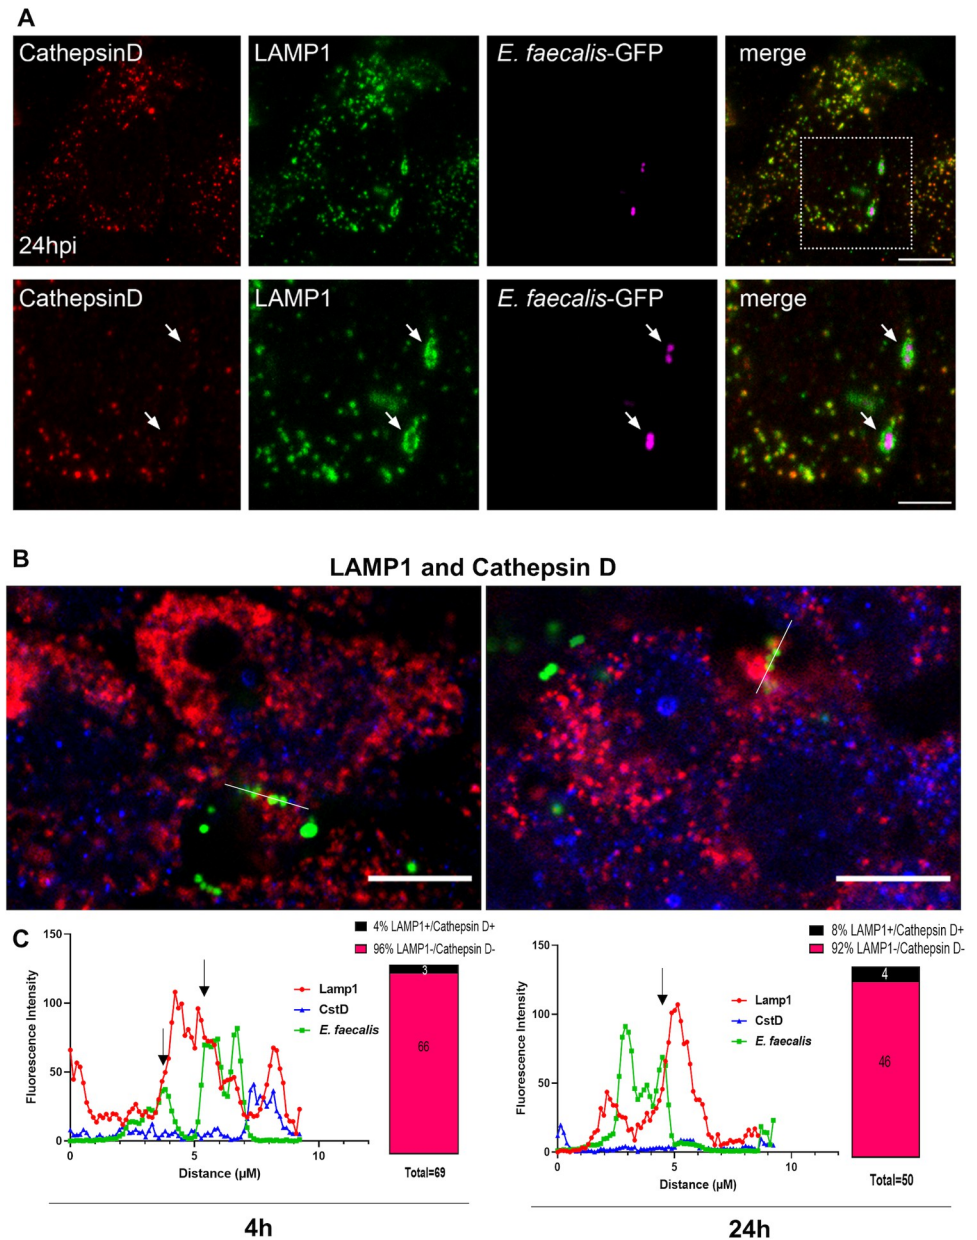 A
CathepsinD
LAMP1
E. faecalis-GFP
merge
24hpi
CathepsinD
LAMP1
E. faecalis-GFP
merge
B
LAMP1 and Cathepsin D
C
4% LAMP1+/Cathepsin D+
96% LAMP1-/Cathepsin D-
150
100
50
0
Fluorescence Intensity
0
5
10
Distance (µM)
Lamp1
CstD
E. faecalis
3
66
Total=69
4h
8% LAMP1+/Cathepsin D+
92% LAMP1-/Cathepsin D-
150
100
50
0
Fluorescence Intensity
0
5
10
Distance (µM)
Lamp1
CstD
E. faecalis
4
46
Total=50
24h